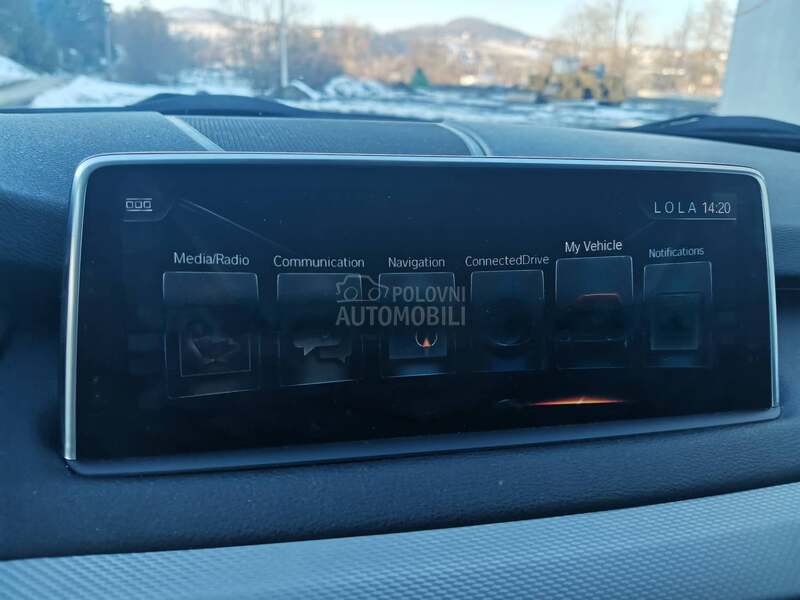 LOLA 14:20
Media/Radio
Communication
Navigation
ConnectedDrive
My Vehicle
Notifications
POLOVNI
AUTOMOBILI